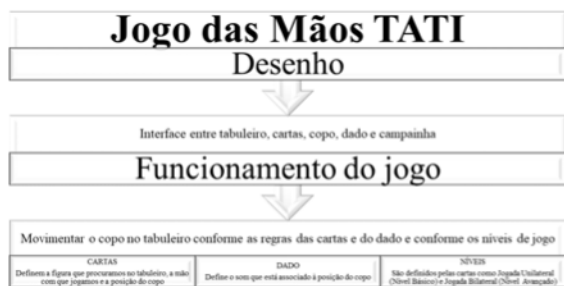 Jogo das Mãos TATI
Desenho
Interface entre tabuleiro, cartas, copo, dado e campainha
Funcionamento do jogo
Movimentar o copo no tabuleiro conforme as regras das cartas e do dado e conforme os níveis de jogo
CARTAS
Definem a figura que procuramos no tabuleiro, a mão
com que jogamos e a posição do copo
DADO
Define o som que está associado à posição do copo
NÍVEIS
São definidos pelas cartas como Jogada Unilateral
(Nível Básico) e Jogada Bilateral (Nível Avançado)